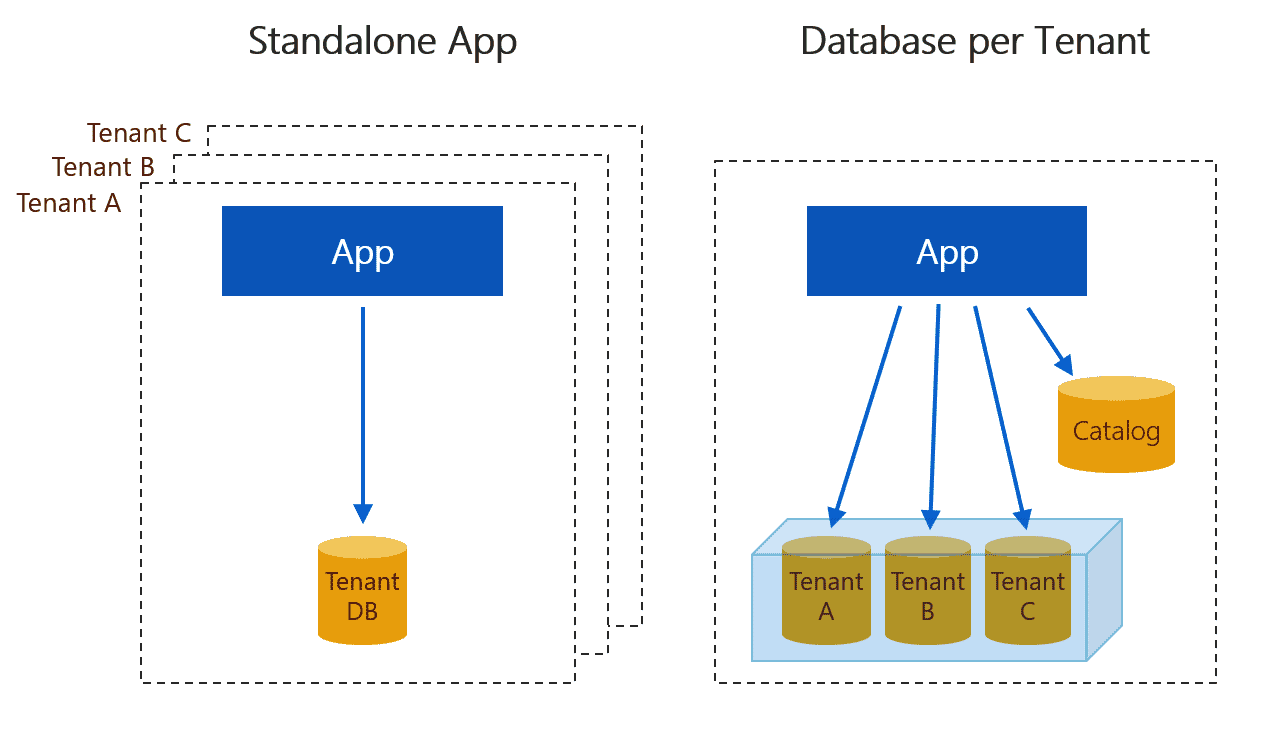 Standalone App
Tenant C
Tenant B
Tenant A
App
Tenant
DB
Database per Tenant
App
Catalog
Tenant
A
Tenant
B
Tenant
C